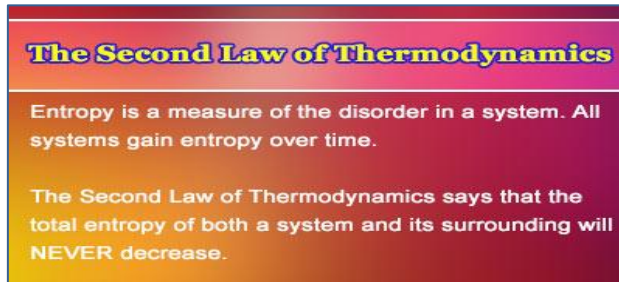 The Second Law of Thermodynamics
Entropy is a measure of the disorder in a system. All
systems gain entropy over time.
The Second Law of Thermodynamics says that the
total entropy of both a system and its surrounding will
NEVER decrease.